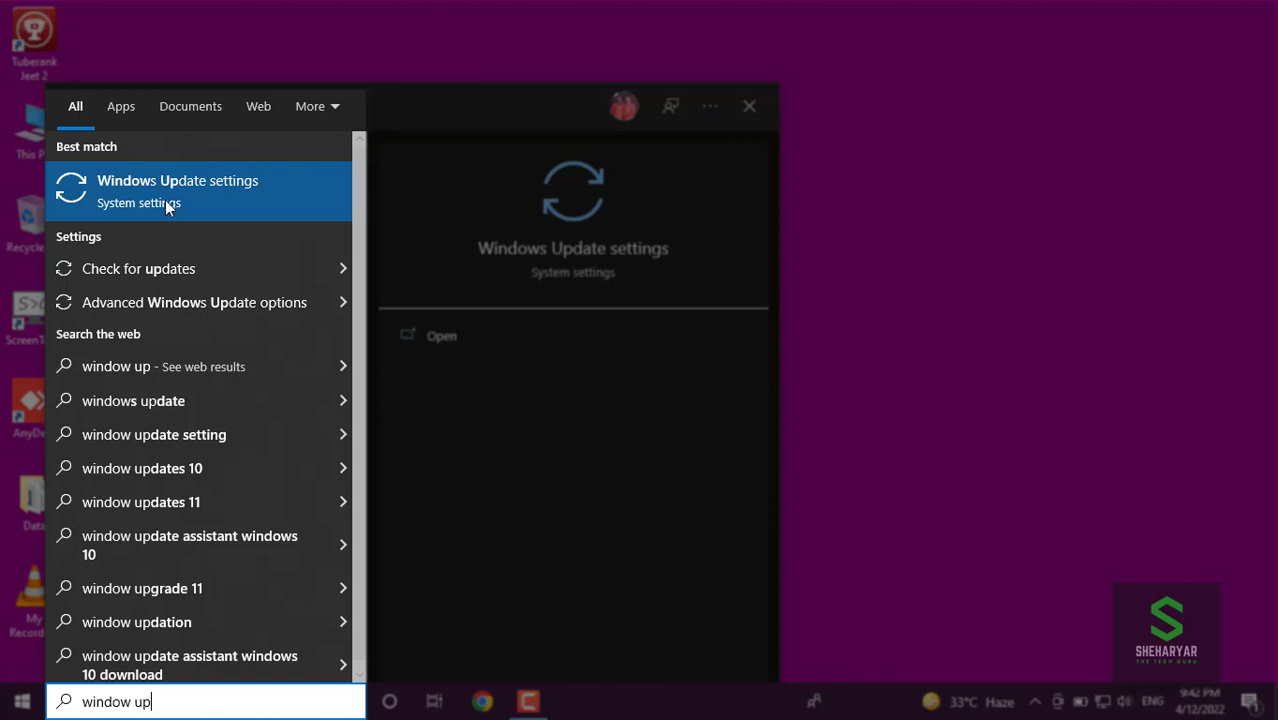 Tuberank
Jeet 2
All Apps Documents Web More
Best match
This P
Windows Update settings
System settings
Recycle
Settings
Check for updates
Advanced Windows Update options
Search the web
ScreenT
window up - See web results
windows update
AnyDe
window update setting
window updates 10
window updates 11
Data
window update assistant windows
10
window upgrade 11
My
Record
window updation
window update assistant windows
10 download
window up
Windows Update settings
System settings
Open
S
SHEHARYAR
THE TECH GURU
33°C Haze
ENG
9:42 PM
4/12/2022
1